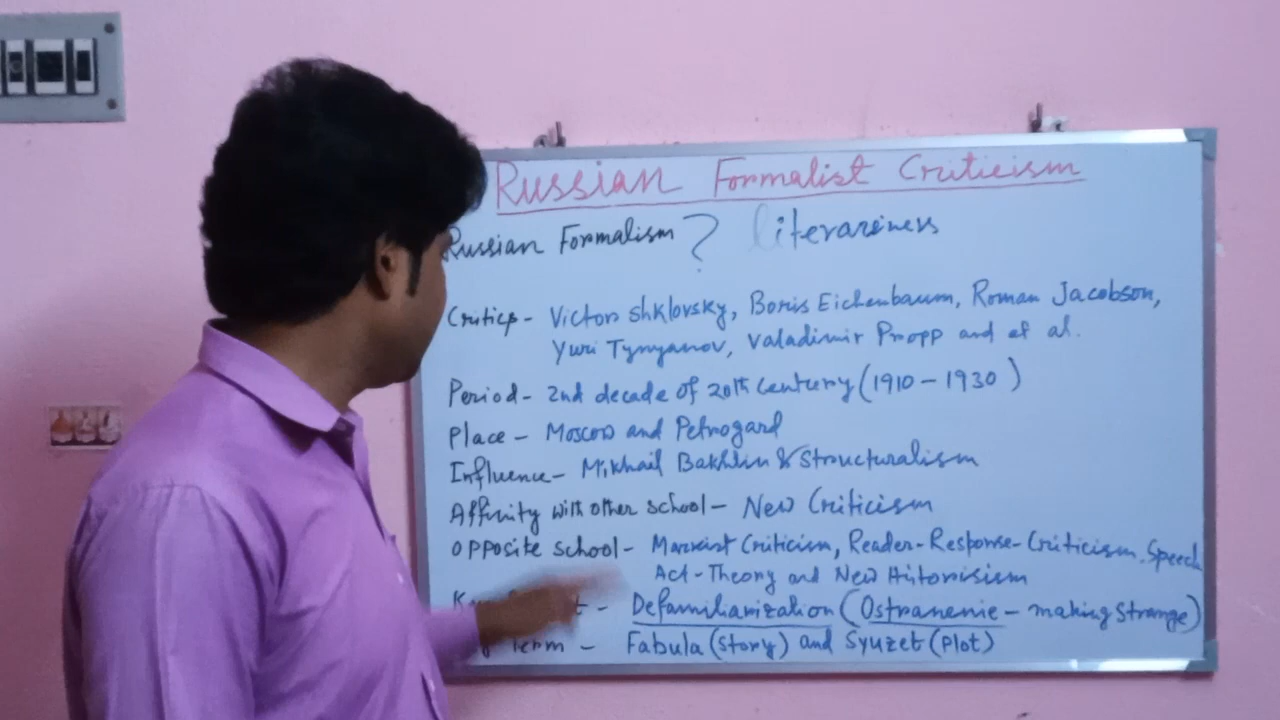 Russian Formalist Criticism
Russian Formalism ? literariness
Critics - Victor Shklovsky, Boris Eichenbaum, Roman Jacobson,
Yuri Tynyanov, Valadimir Propp and et al.
Period - 2nd decade of 20th century (1910 - 1930)
Place - Moscow and Petrogard
Influence - Mikhail Bakhtin & Structuralism
Affinity with other school - New Criticism
Opposite school - Marxist Criticism, Reader-Response-Criticism, Speech
Act-Theory and New Historisism
- Defamiliarization (Ostranenie - making strange)
Term - Fabula (story) and Syuzet (plot)